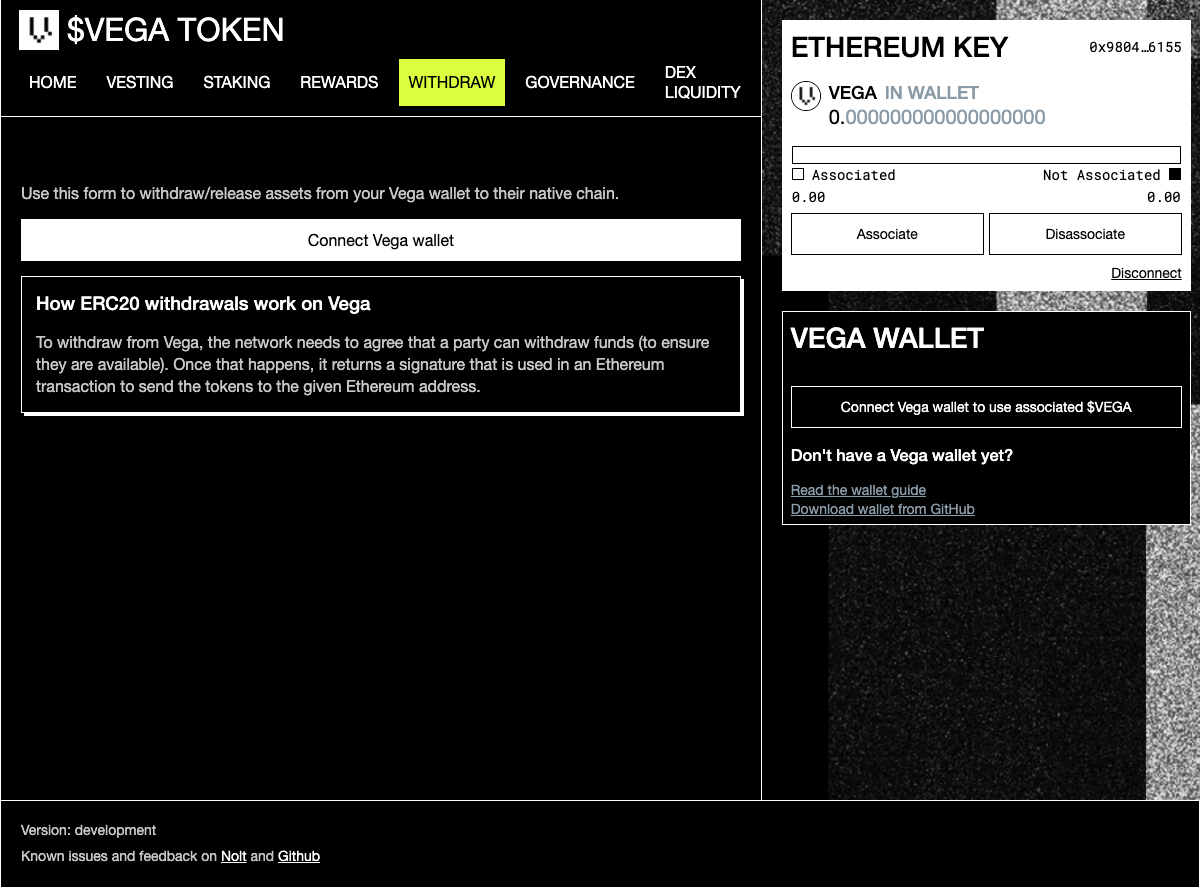 $VEGA TOKEN
HOME VESTING STAKING REWARDS WITHDRAW GOVERNANCE DEX
LIQUIDITY
Use this form to withdraw/release assets from your Vega wallet to their native chain.
Connect Vega wallet
How ERC20 withdrawals work on Vega
To withdraw from Vega, the network needs to agree that a party can withdraw funds (to ensure
they are available). Once that happens, it returns a signature that is used in an Ethereum
transaction to send the tokens to the given Ethereum address.
ETHEREUM KEY 0x9804…6155
VEGA IN WALLET
0.000000000000000000
Associated Not Associated
0.00 0.00
Associate Disassociate
Disconnect
VEGA WALLET
Connect Vega wallet to use associated $VEGA
Don't have a Vega wallet yet?
Read the wallet guide
Download wallet from GitHub
Version: development
Known issues and feedback on Nolt and Github